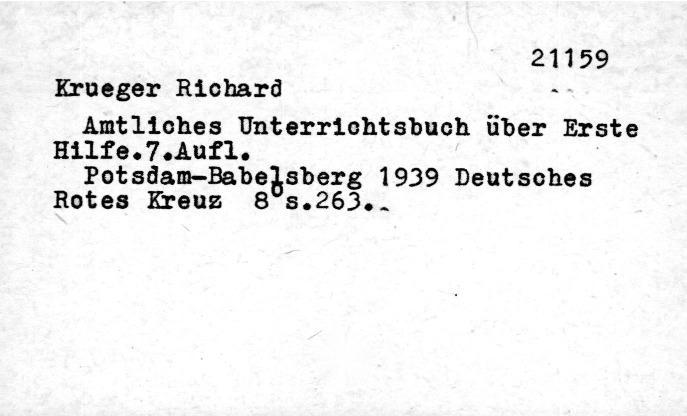 21159
Krueger Richard
Amtliches Unterrichtsbuch über Erste
Hilfe.7.Aufl.
Potsdam-Babelsberg 1939 Deutsches
Rotes Kreuz 8° s.263.